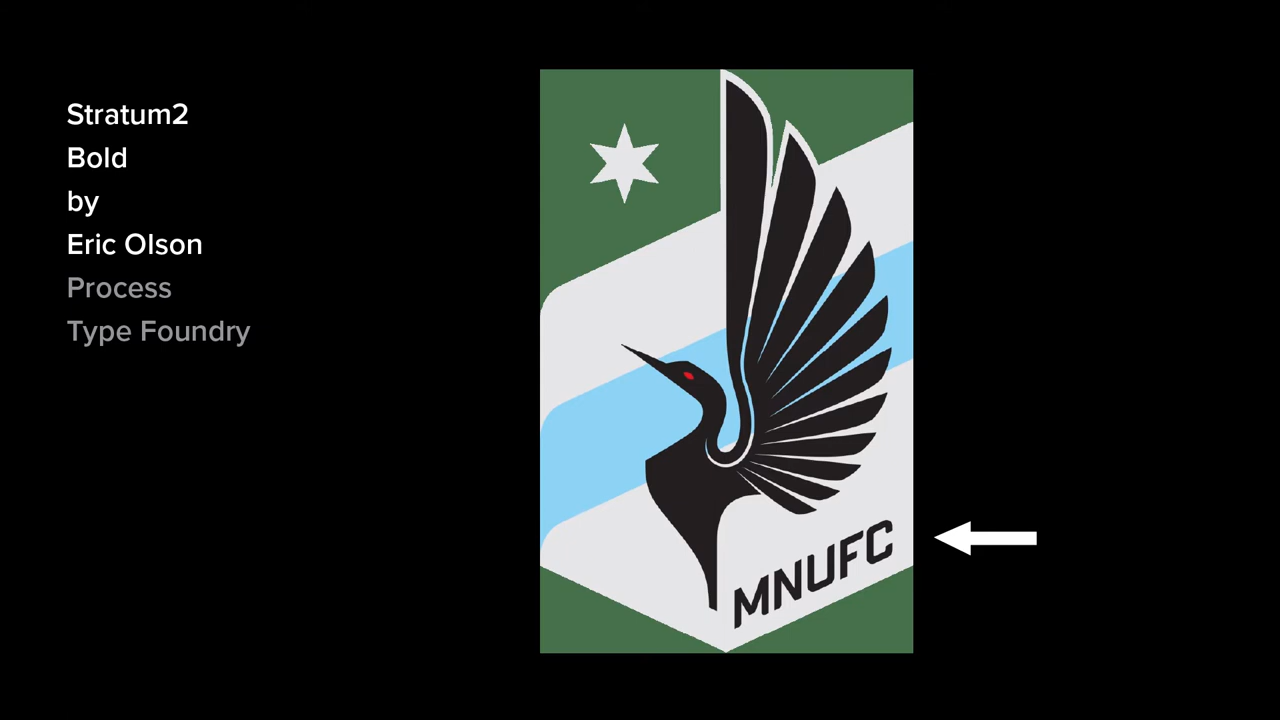 Stratum2
Bold
by
Eric Olson
Process
Type Foundry
MNUFC